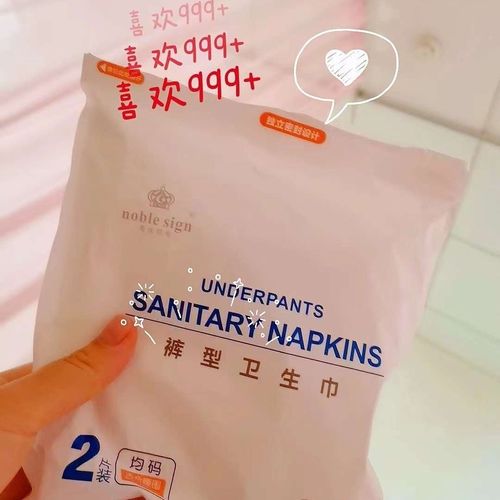 喜欢999+
喜欢999+
喜欢999+
独立密封设计
noble sign
UNDERPANTS
SANITARY NAPKINS
裤型卫生巾
2片装
均码